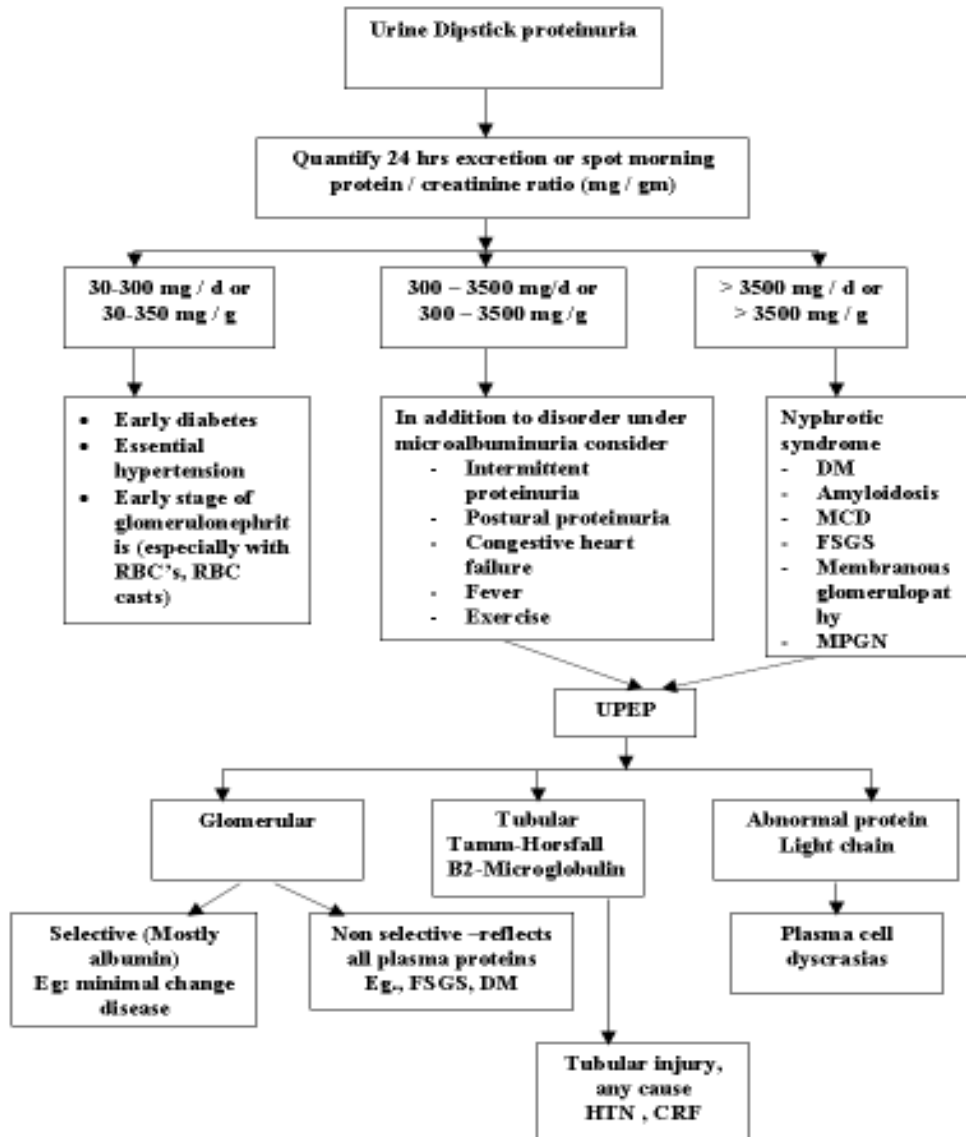 Urine Dipstick proteinuria
Quantify 24 hrs excretion or spot morning
protein / creatinine ratio (mg / gm)
30-300 mg / d or
30-350 mg / g
300 – 3500 mg/d or
300 – 3500 mg /g
> 3500 mg / d or
> 3500 mg / g
• Early diabetes
• Essential
hypertension
• Early stage of
glomerulonephrit
is (especially with
RBC's, RBC
casts)
In addition to disorder under
microalbuminuria consider
- Intermittent
proteinuria
- Postural proteinuria
- Congestive heart
failure
- Fever
- Exercise
Nyphrotic
syndrome
- DM
- Amyloidosis
- MCD
- FSGS
- Membranous
glomerulopat
hy
- MPGN
UPEP
Glomerular
Tubular
Tamm-Horsfall
B2-Microglobulin
Abnormal protein
Light chain
Selective (Mostly
albumin)
Eg: minimal change
disease
Non selective –reflects
all plasma proteins
Eg., FSGS, DM
Plasma cell
dyscrasias
Tubular injury,
any cause
HTN , CRF